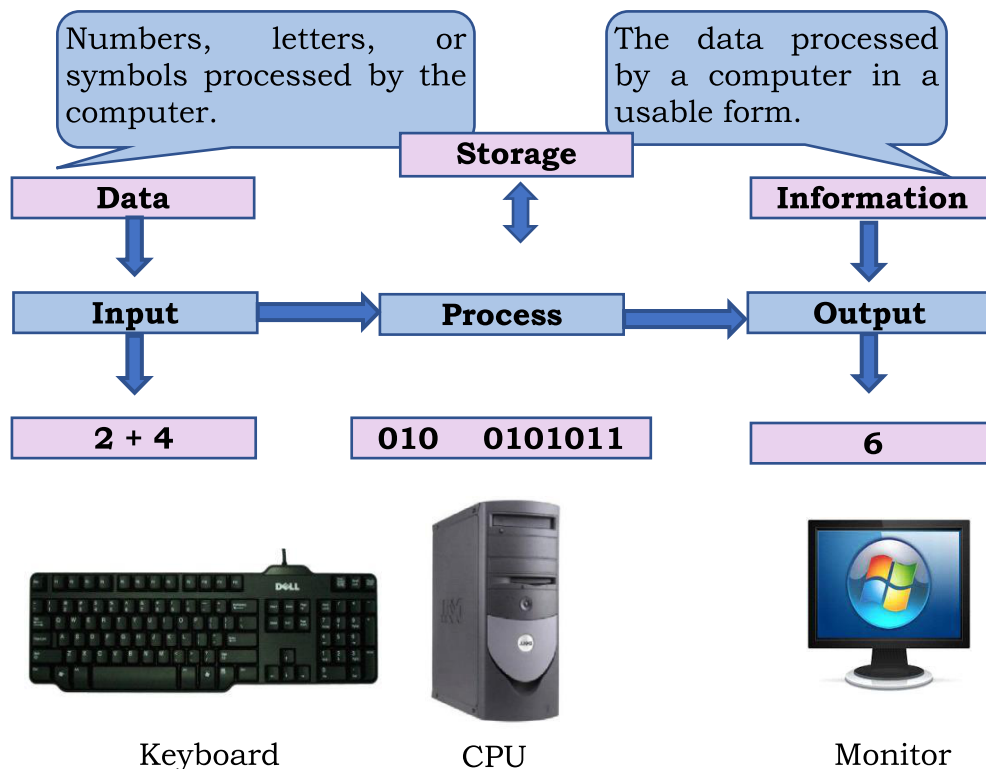 Numbers, letters, or
symbols processed by the
computer.
The data processed
by a computer in a
usable form.
Storage
Data
Information
Input
Process
Output
2 + 4
010 0101011
6
DELL
Keyboard
CPU
Monitor